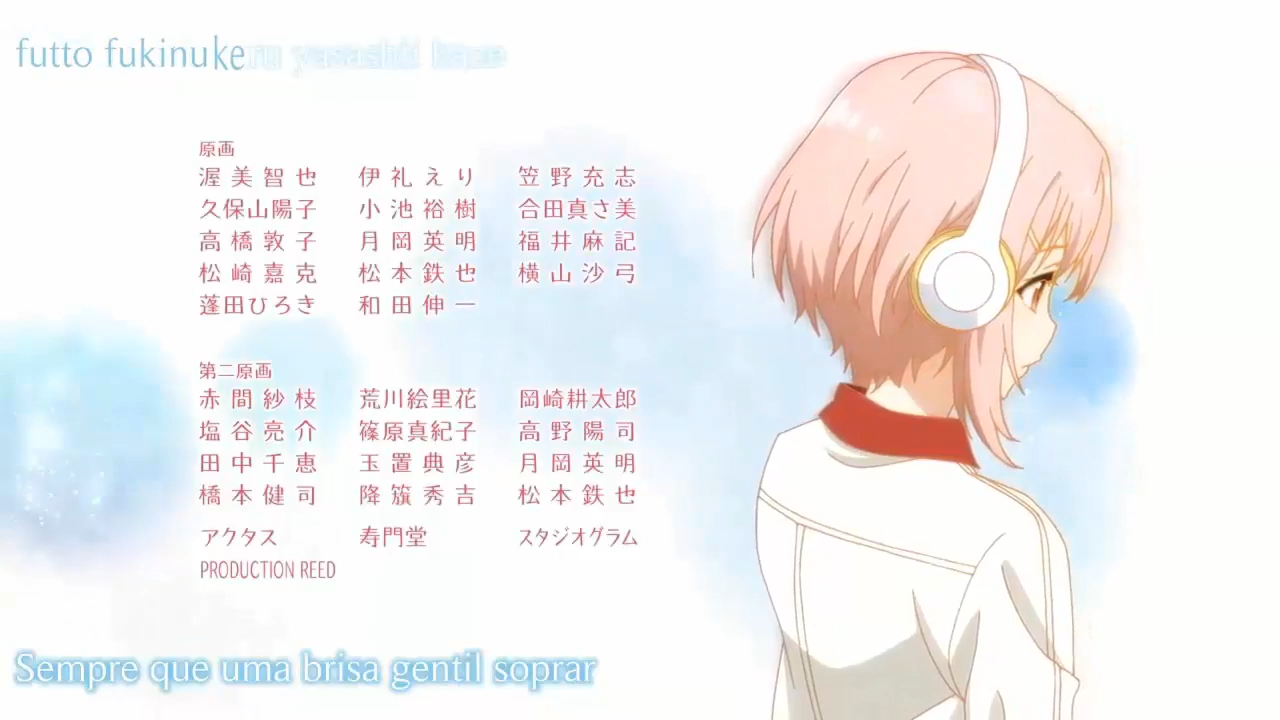 futto fukinukeru yasashii kaze
原画
渥美智也 伊礼えり 笠野充志
久保山陽子 小池裕樹 合田真さ美
高橋敦子 月岡英明 福井麻記
松崎嘉克 松本鉄也 横山沙弓
蓬田ひろき 和田伸一
第二原画
赤間紗枝 荒川絵里花 岡崎耕太郎
塩谷亮介 篠原真紀子 高野陽司
田中千恵 玉置典彦 月岡英明
橋本健司 降籏秀吉 松本鉄也
アクタス 寿門堂 スタジオグラム
PRODUCTION REED
Sempre que uma brisa gentil soprar